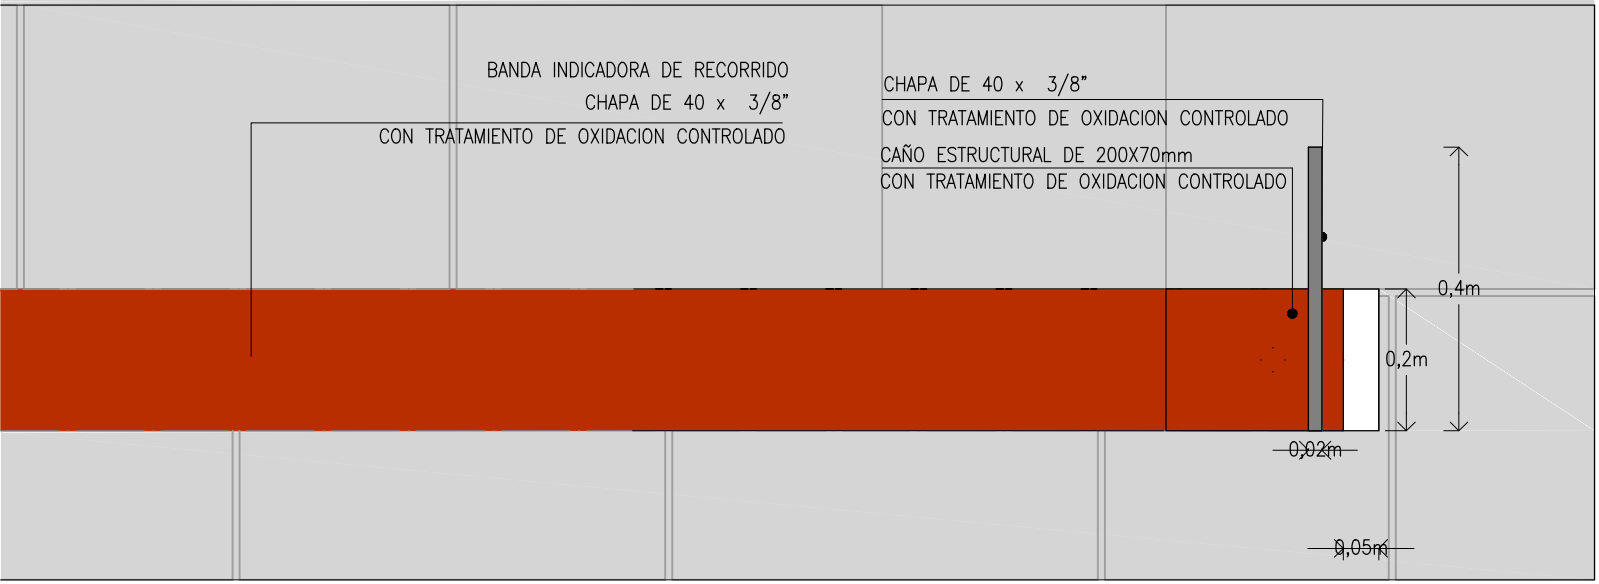 BANDA INDICADORA DE RECORRIDO
CHAPA DE 40 x 3/8"
CON TRATAMIENTO DE OXIDACION CONTROLADO
CHAPA DE 40 x 3/8"
CON TRATAMIENTO DE OXIDACION CONTROLADO
CAÑO ESTRUCTURAL DE 200X70mm
CON TRATAMIENTO DE OXIDACION CONTROLADO
0,4m
0,2m
0,02m
0,05m